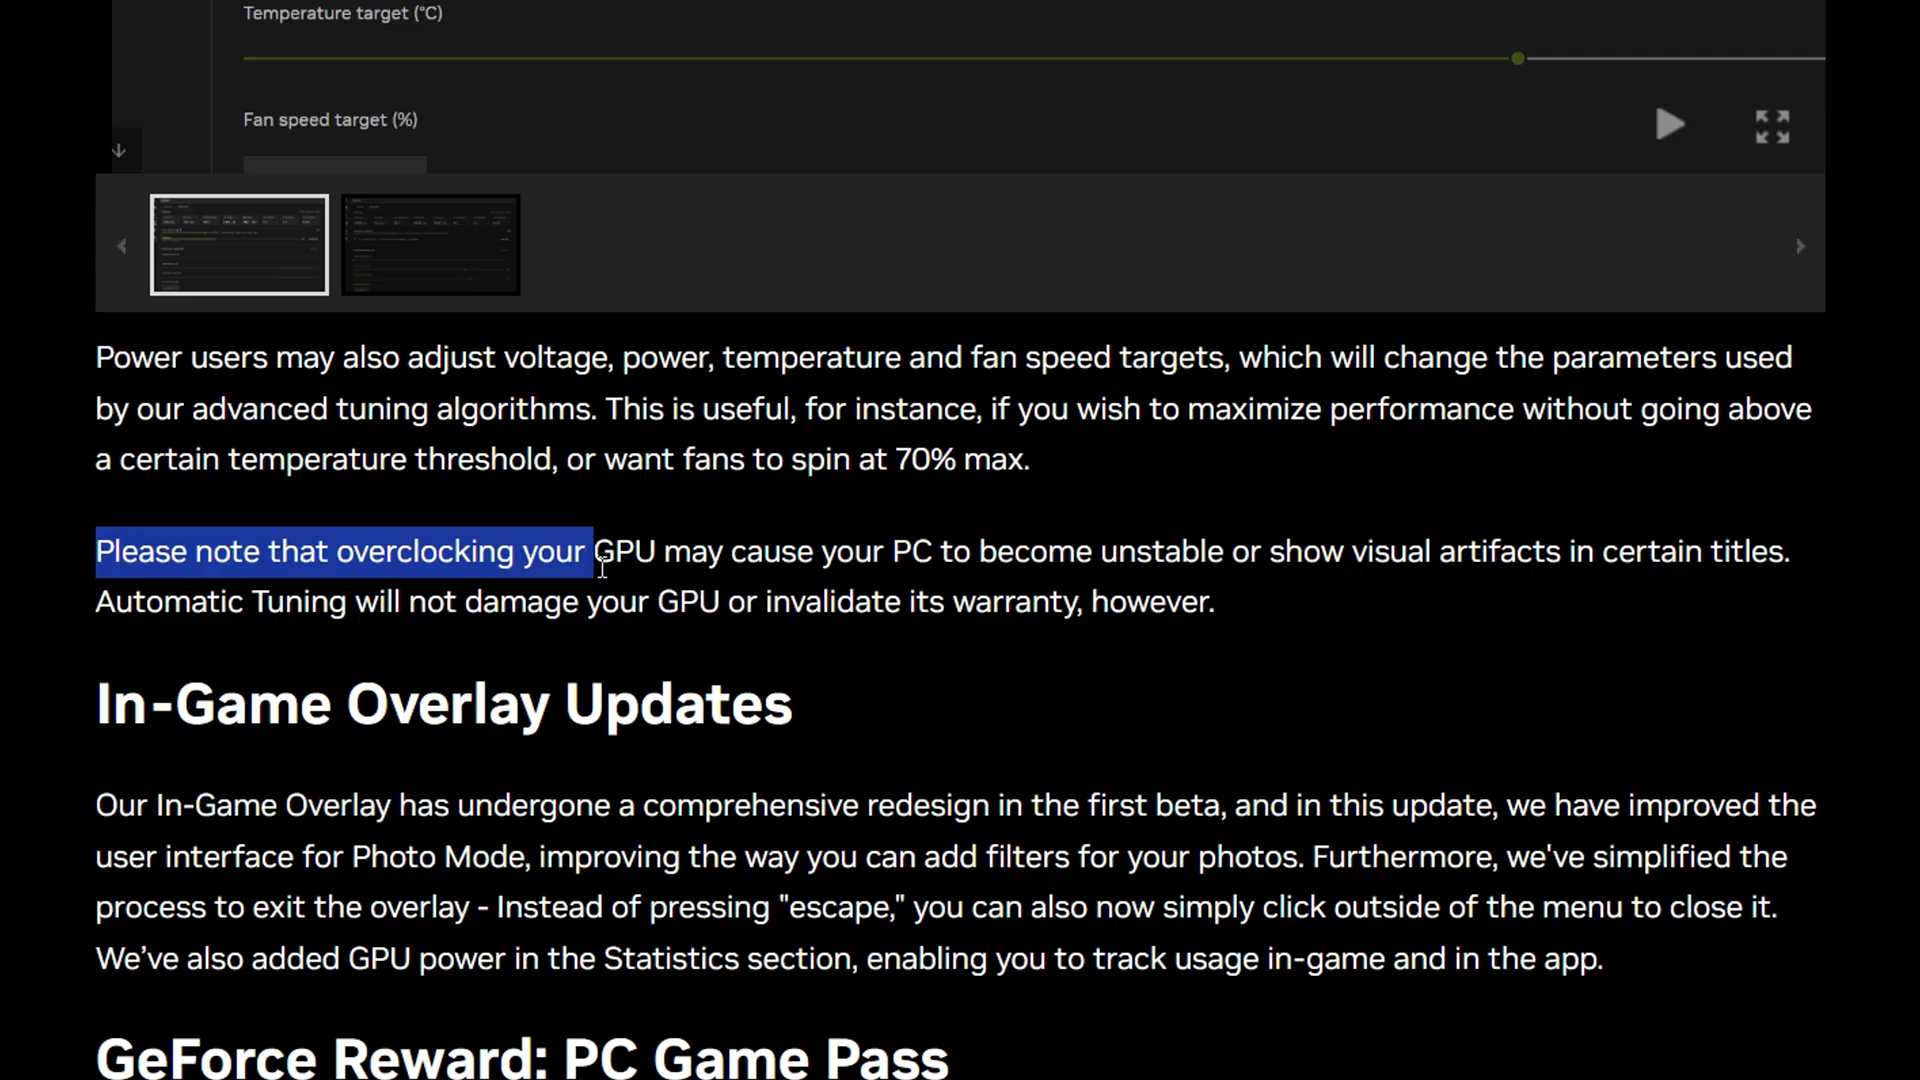 Temperature target (°C)
Fan speed target (%)
Power users may also adjust voltage, power, temperature and fan speed targets, which will change the parameters used
by our advanced tuning algorithms. This is useful, for instance, if you wish to maximize performance without going above
a certain temperature threshold, or want fans to spin at 70% max.
Please note that overclocking your GPU may cause your PC to become unstable or show visual artifacts in certain titles.
Automatic Tuning will not damage your GPU or invalidate its warranty, however.
In-Game Overlay Updates
Our In-Game Overlay has undergone a comprehensive redesign in the first beta, and in this update, we have improved the
user interface for Photo Mode, improving the way you can add filters for your photos. Furthermore, we've simplified the
process to exit the overlay - Instead of pressing "escape," you can also now simply click outside of the menu to close it.
We’ve also added GPU power in the Statistics section, enabling you to track usage in-game and in the app.
GeForce Reward: PC Game Pass